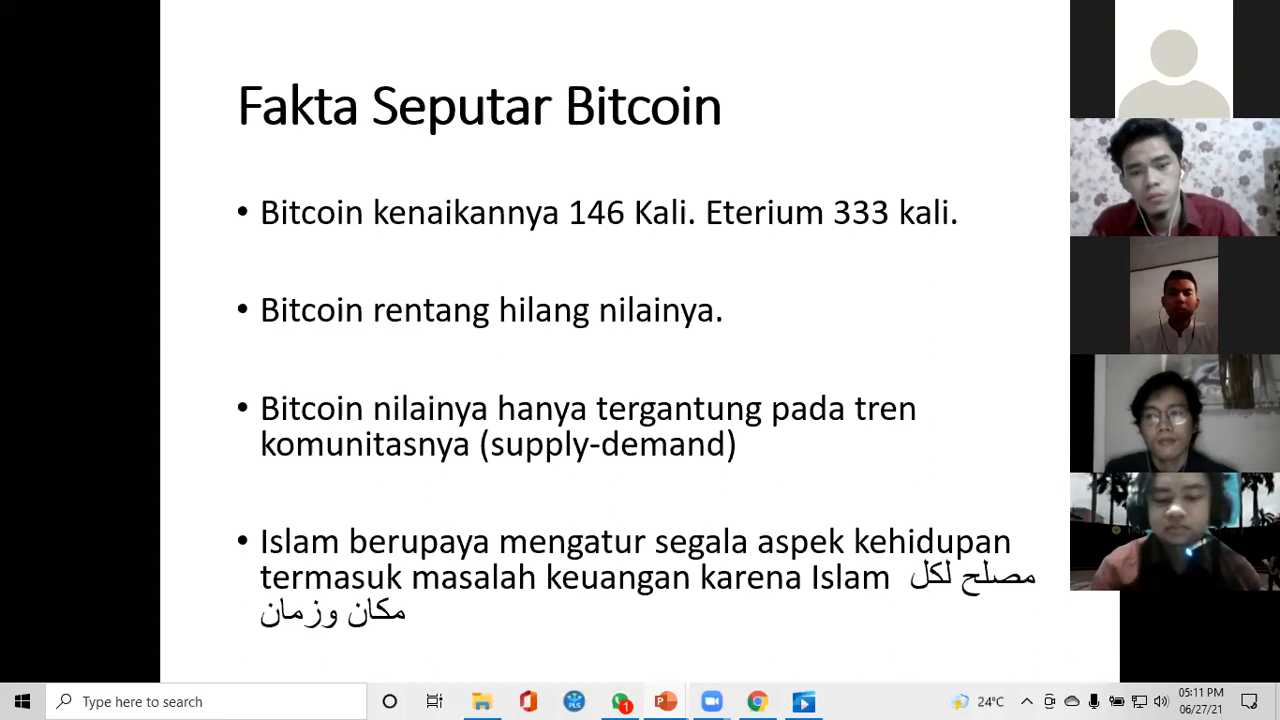 Fakta Seputar Bitcoin
• Bitcoin kenaikannya 146 Kali. Eterium 333 kali.
• Bitcoin rentang hilang nilainya.
• Bitcoin nilainya hanya tergantung pada tren
komunitasnya (supply-demand)
• Islam berupaya mengatur segala aspek kehidupan
termasuk masalah keuangan karena Islam مصلح لكل
مكان وزمان
Type here to search
PLS
1
24°C
05:11 PM
06/27/21